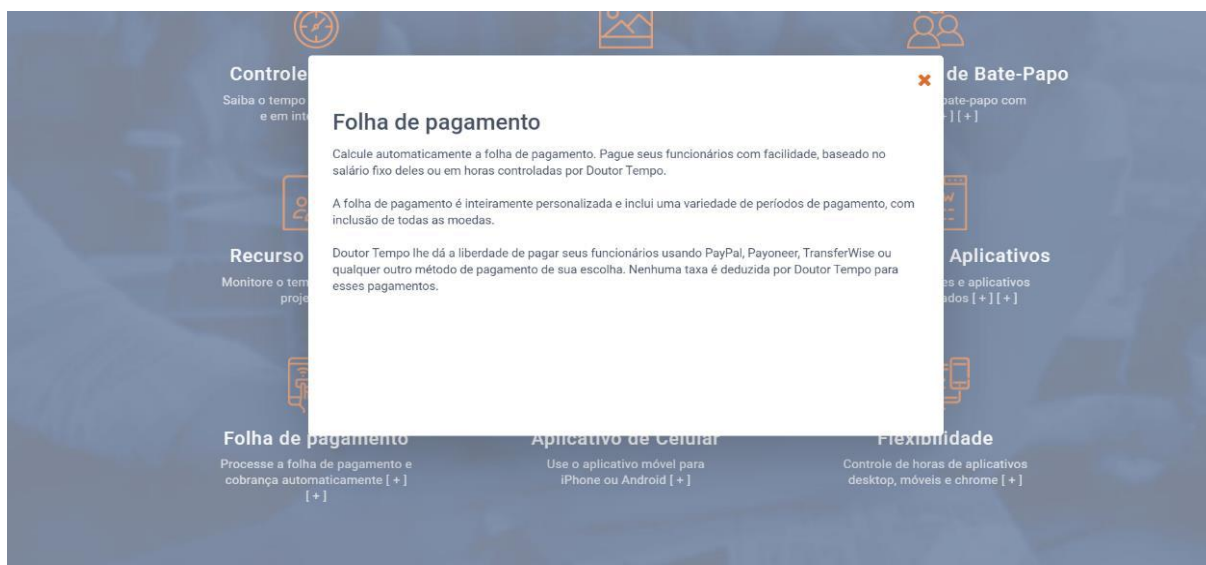 Controle
de Bate-Papo
Saiba o tempo
bate-papo com
e em
] [ + ]
Folha de pagamento
Calcule automaticamente a folha de pagamento. Pague seus funcionários com facilidade, baseado no
salário fixo deles ou em horas controladas por Doutor Tempo.
A folha de pagamento é inteiramente personalizada e inclui uma variedade de períodos de pagamento, com
inclusão de todas as moedas.
Doutor Tempo lhe dá a liberdade de pagar seus funcionários usando PayPal, Payoneer, TransferWise ou
qualquer outro método de pagamento de sua escolha. Nenhuma taxa é deduzida por Doutor Tempo para
esses pagamentos.
Recurso
Aplicativos
Monitore o tem
es e aplicativos
proje
ados [ + ] [ + ]
Folha de pagamento
Aplicativo de Celular
Flexibilidade
Processe a folha de pagamento e
cobrança automaticamente [ + ]
[ + ]
Use o aplicativo móvel para
iPhone ou Android [ + ]
Controle de horas de aplicativos
desktop, móveis e chrome [ + ]